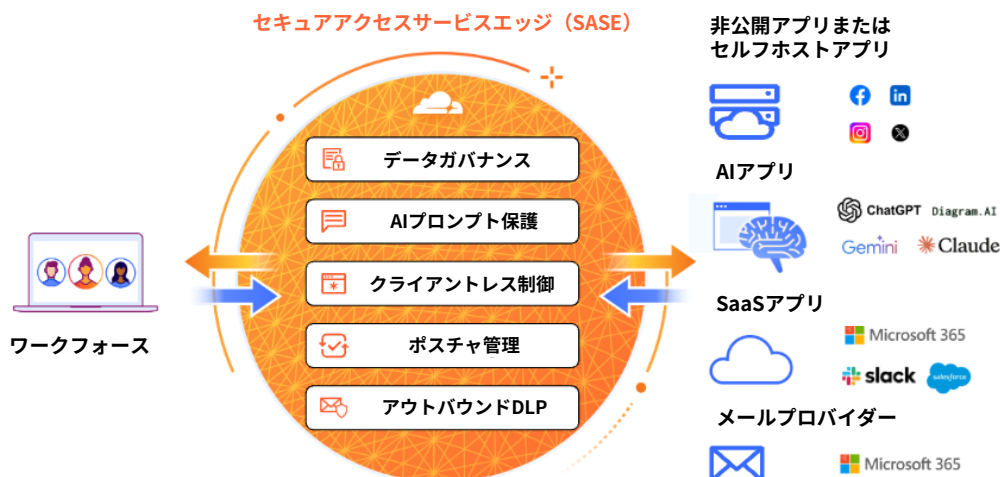 セキュアアクセスサービスエッジ（SASE）
データガバナンス
AIプロンプト保護
クライアントレス制御
ポスチャ管理
アウトバウンドDLP
ワークフォース
非公開アプリまたは
セルフホストアプリ
in
X
AIアプリ
ChatGPT
Diagram.AI
Gemini
Claude
SaaSアプリ
Microsoft 365
slack
salesforce
メールプロバイダー
Microsoft 365